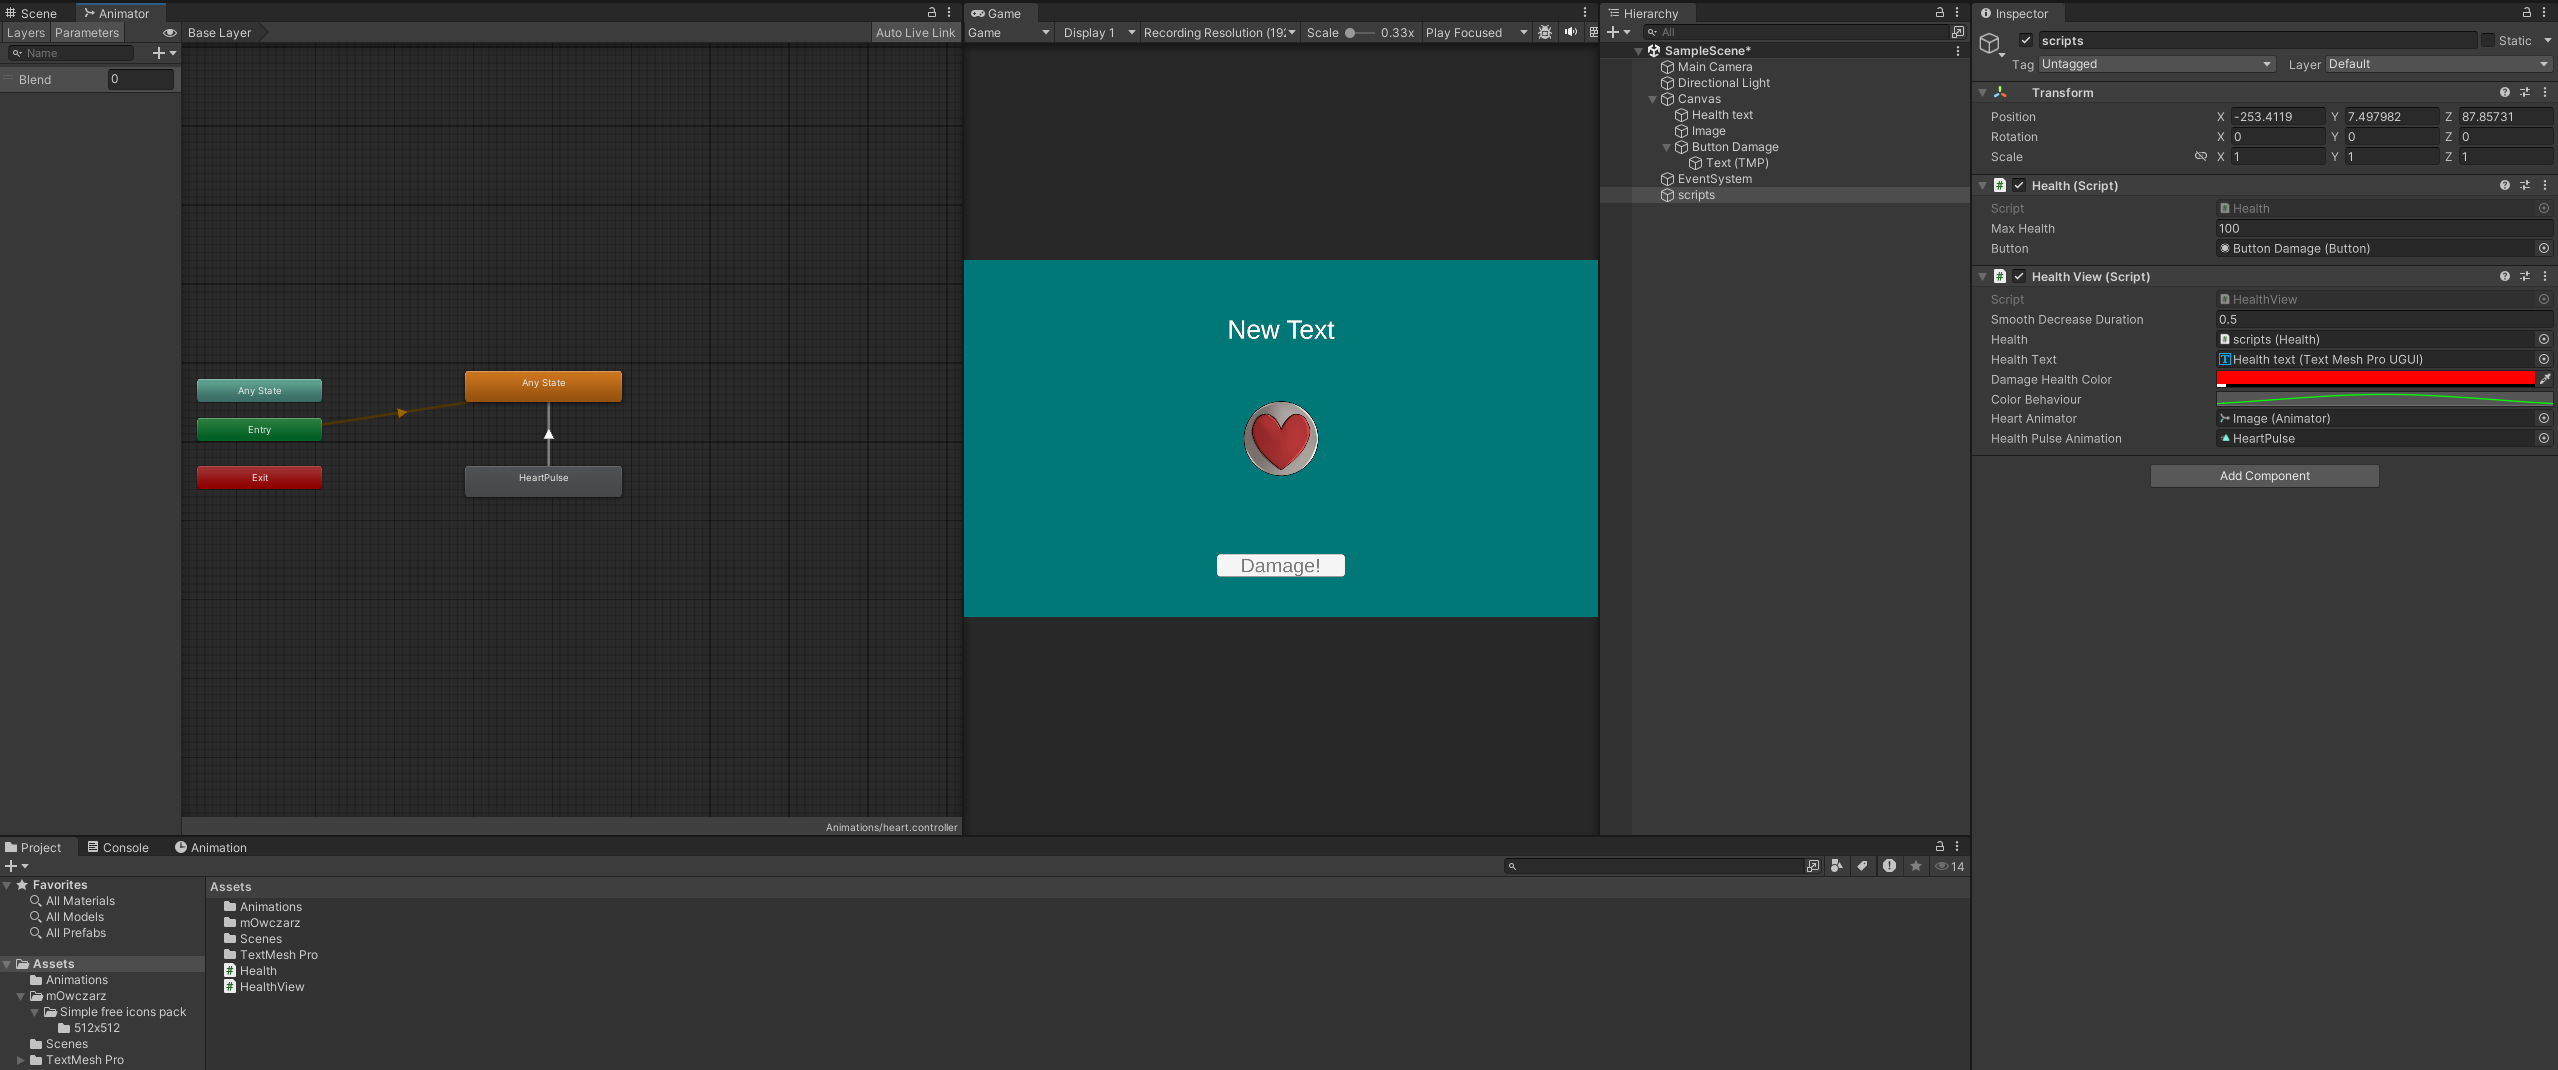 Scene Animator
Layers Parameters Base Layer Auto Live Link
Name
Blend 0
Any State
Entry
Exit
Any State
HeartPulse
Animations/heart.controller
Game
Game Display 1 Recording Resolution (192 Scale 0.33x Play Focused
New Text
Damage!
Hierarchy
All
SampleScene*
Main Camera
Directional Light
Canvas
Health text
Image
Button Damage
Text (TMP)
EventSystem
scripts
Inspector
scripts Static
Tag Untagged Layer Default
Transform
Position X -253.4119 Y 7.497982 Z 87.85731
Rotation X 0 Y 0 Z 0
Scale X 1 Y 1 Z 1
# Health (Script)
Script Health
Max Health 100
Button Button Damage (Button)
# Health View (Script)
Script HealthView
Smooth Decrease Duration 0.5
Health scripts (Health)
Health Text Health text (Text Mesh Pro UGUI)
Damage Health Color
Color Behaviour
Heart Animator Image (Animator)
Health Pulse Animation HeartPulse
Add Component
Project Console Animation
14
Favorites
All Materials
All Models
All Prefabs
Assets
Animations
mOwczarz
Simple free icons pack
512x512
Scenes
TextMesh Pro
Assets
Animations
mOwczarz
Scenes
TextMesh Pro
# Health
# HealthView